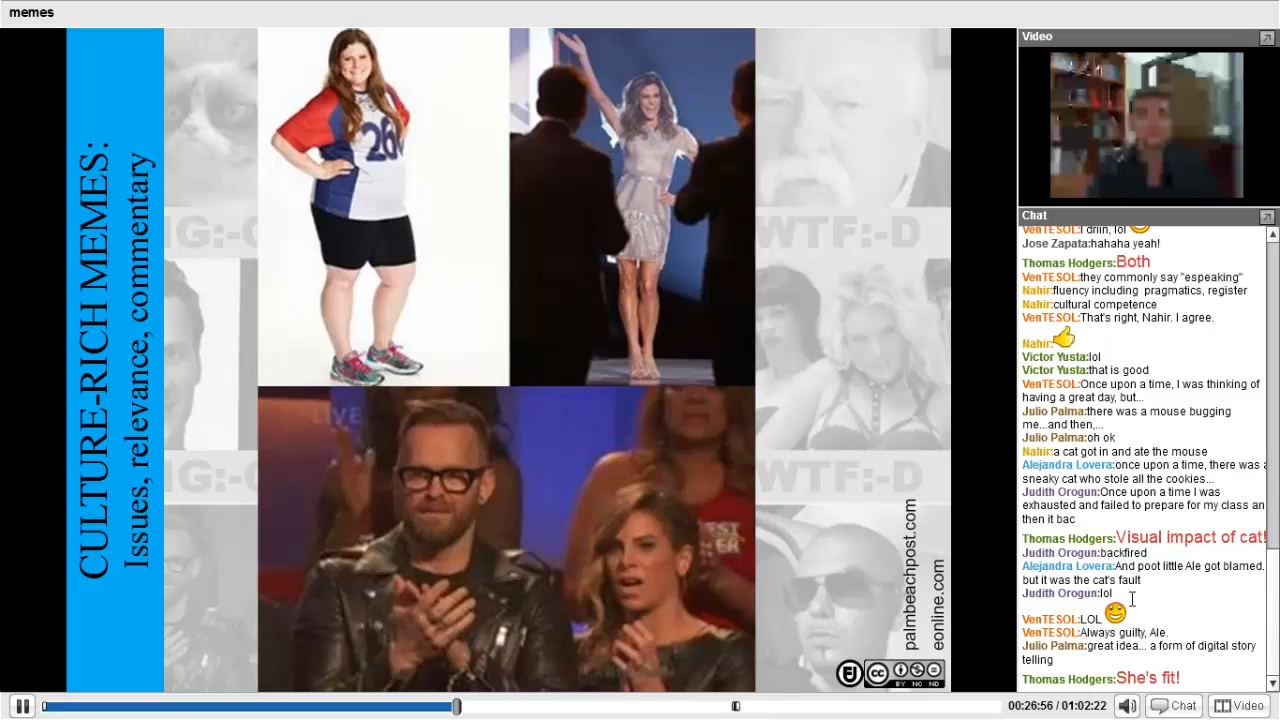 memes
CULTURE-RICH MEMES:
Issues, relevance, commentary
26
WTF:-D
WTF:-D
LIVE
palmbeachpost.com
eonline.com
CC
BY NC ND
Video
Chat
VenTESOL:I driin, lol
Jose Zapata:hahaha yeah!
Thomas Hodgers:Both
VenTESOL:they commonly say "espeaking"
Nahir:fluency including pragmatics, register
Nahir:cultural competence
VenTESOL:That's right, Nahir. I agree.
Nahir:
Victor Yusta:lol
Victor Yusta:that is good
VenTESOL:Once upon a time, I was thinking of
having a great day, but...
Julio Palma:there was a mouse bugging
me...and then,...
Julio Palma:oh ok
Nahir:a cat got in and ate the mouse
Alejandra Lovera:once upon a time, there was a
sneaky cat who stole all the cookies...
Judith Orogun:Once upon a time I was
exhausted and failed to prepare for my class an
then it bac
Thomas Hodgers:Visual impact of cat!
Judith Orogun:backfired
Alejandra Lovera:And poot little Ale got blamed.
but it was the cat's fault
Judith Orogun:lol
VenTESOL:LOL
VenTESOL:Always guilty, Ale.
Julio Palma:great idea... a form of digital story
telling
Thomas Hodgers:She's fit!
00:26:56 / 01:02:22
Chat
Video